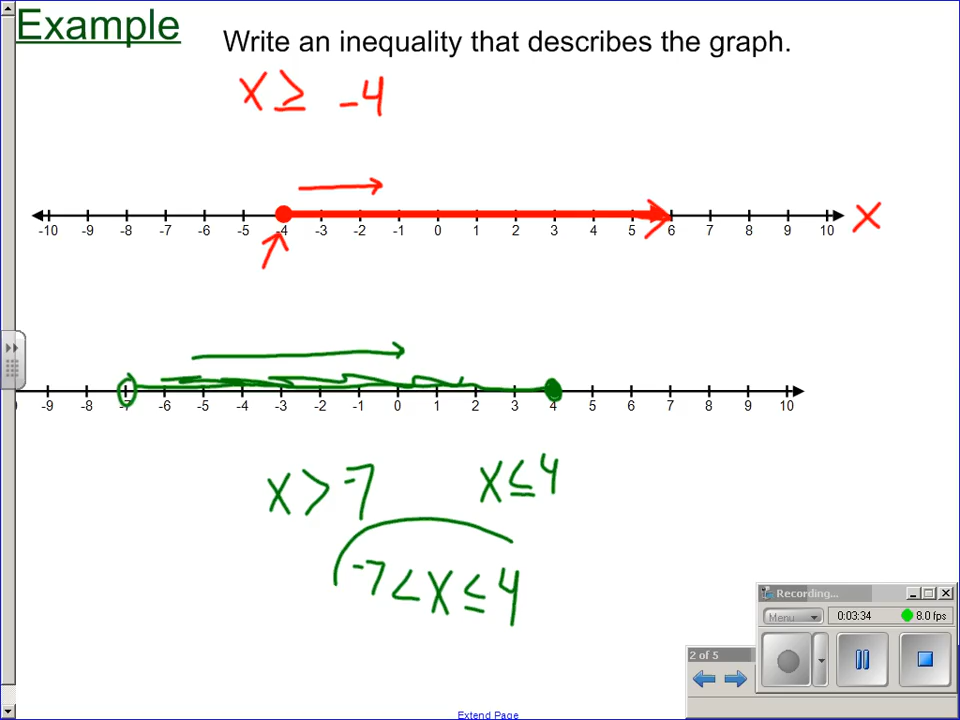 Example
Write an inequality that describes the graph.
x ≥ -4
-10 -9 -8 -7 -6 -5 -4 -3 -2 -1 0 1 2 3 4 5 6 7 8 9 10
x
-9 -8 -7 -6 -5 -4 -3 -2 -1 0 1 2 3 4 5 6 7 8 9 10
x > -7 x ≤ 4
-7 < x ≤ 4
Recording...
Menu 0:03:34 8.0 fps
2 of 5
Extend Page